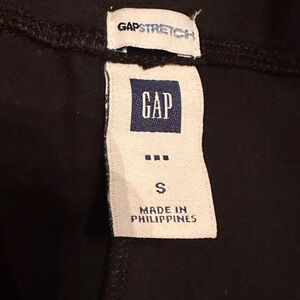 GAPSTRETCH
GAP
S
MADE IN
PHILIPPINES